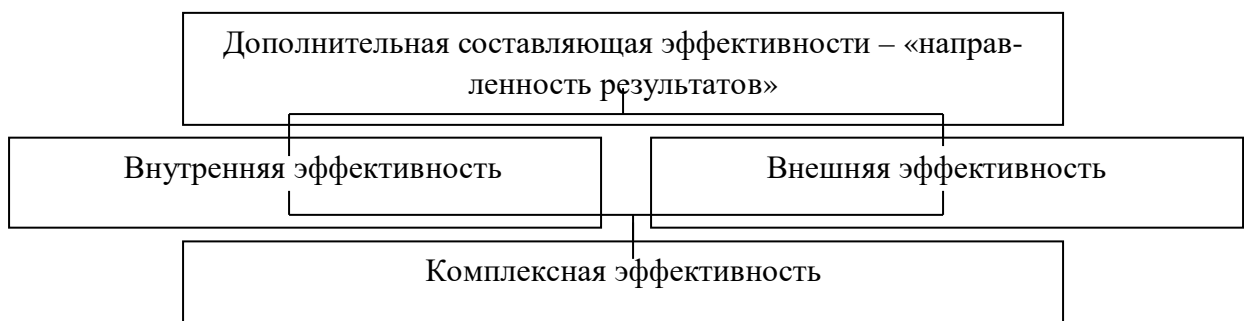 Дополнительная составляющая эффективности – «направ-
ленность результатов»
Внутренняя эффективность
Внешняя эффективность
Комплексная эффективность